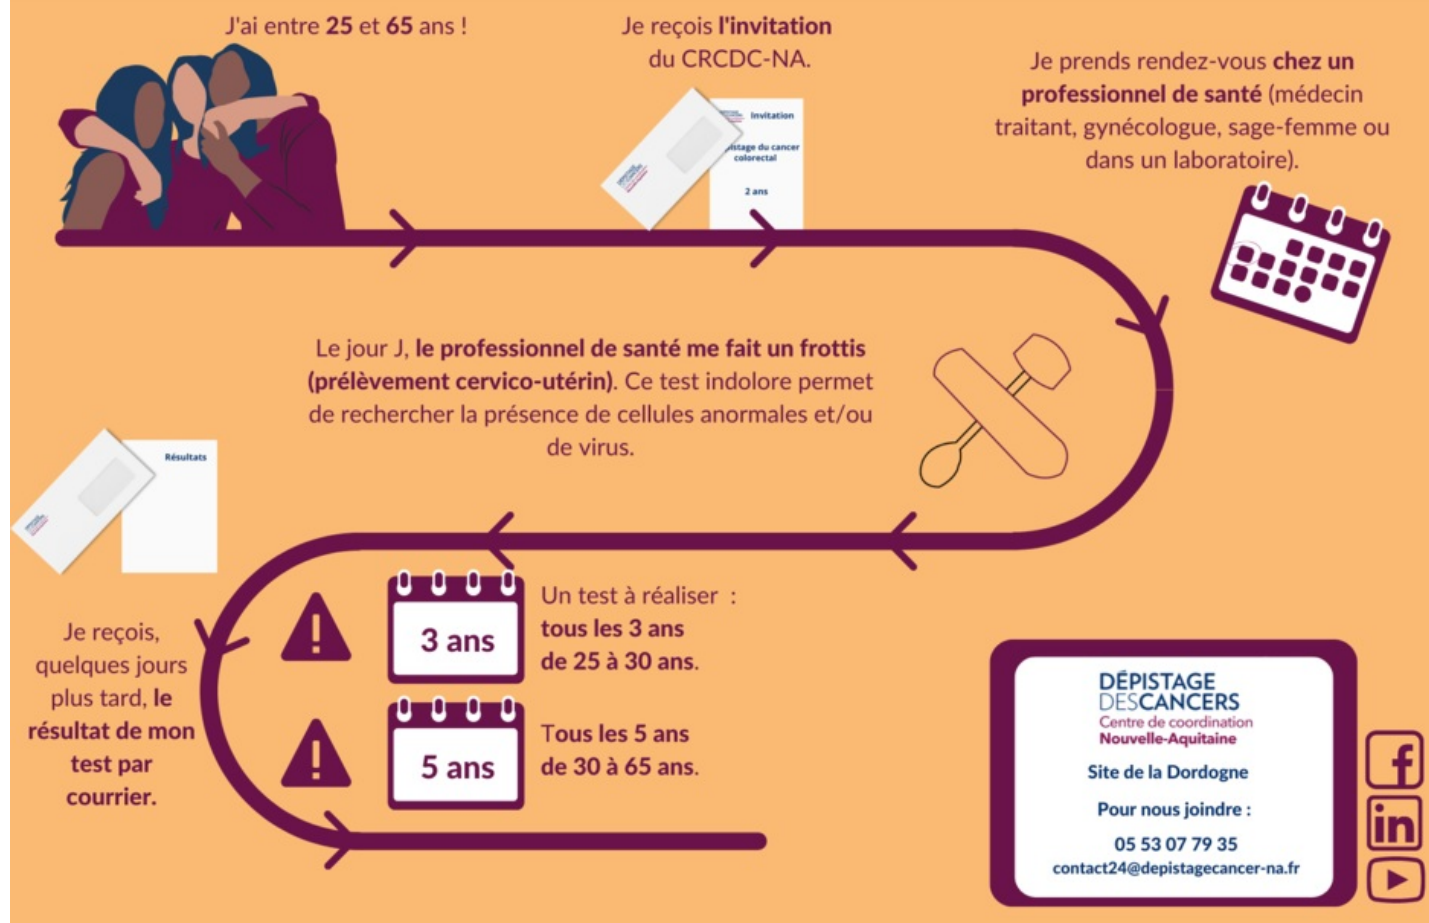 J'ai entre 25 et 65 ans !
Je reçois l'invitation
du CRCDC-NA.
Invitation
istage du cancer
colorectal
2 ans
Je prends rendez-vous chez un
professionnel de santé (médecin
traitant, gynécologue, sage-femme ou
dans un laboratoire).
Le jour J, le professionnel de santé me fait un frottis
(prélèvement cervico-utérin). Ce test indolore permet
de rechercher la présence de cellules anormales et/ou
de virus.
Résultats
Je reçois,
quelques jours
plus tard, le
résultat de mon
test par
courrier.
3 ans
Un test à réaliser :
tous les 3 ans
de 25 à 30 ans.
5 ans
Tous les 5 ans
de 30 à 65 ans.
DÉPISTAGE
DESCANCERS
Centre de coordination
Nouvelle-Aquitaine
Site de la Dordogne
Pour nous joindre :
05 53 07 79 35
contact24@depistagecancer-na.fr
f
in